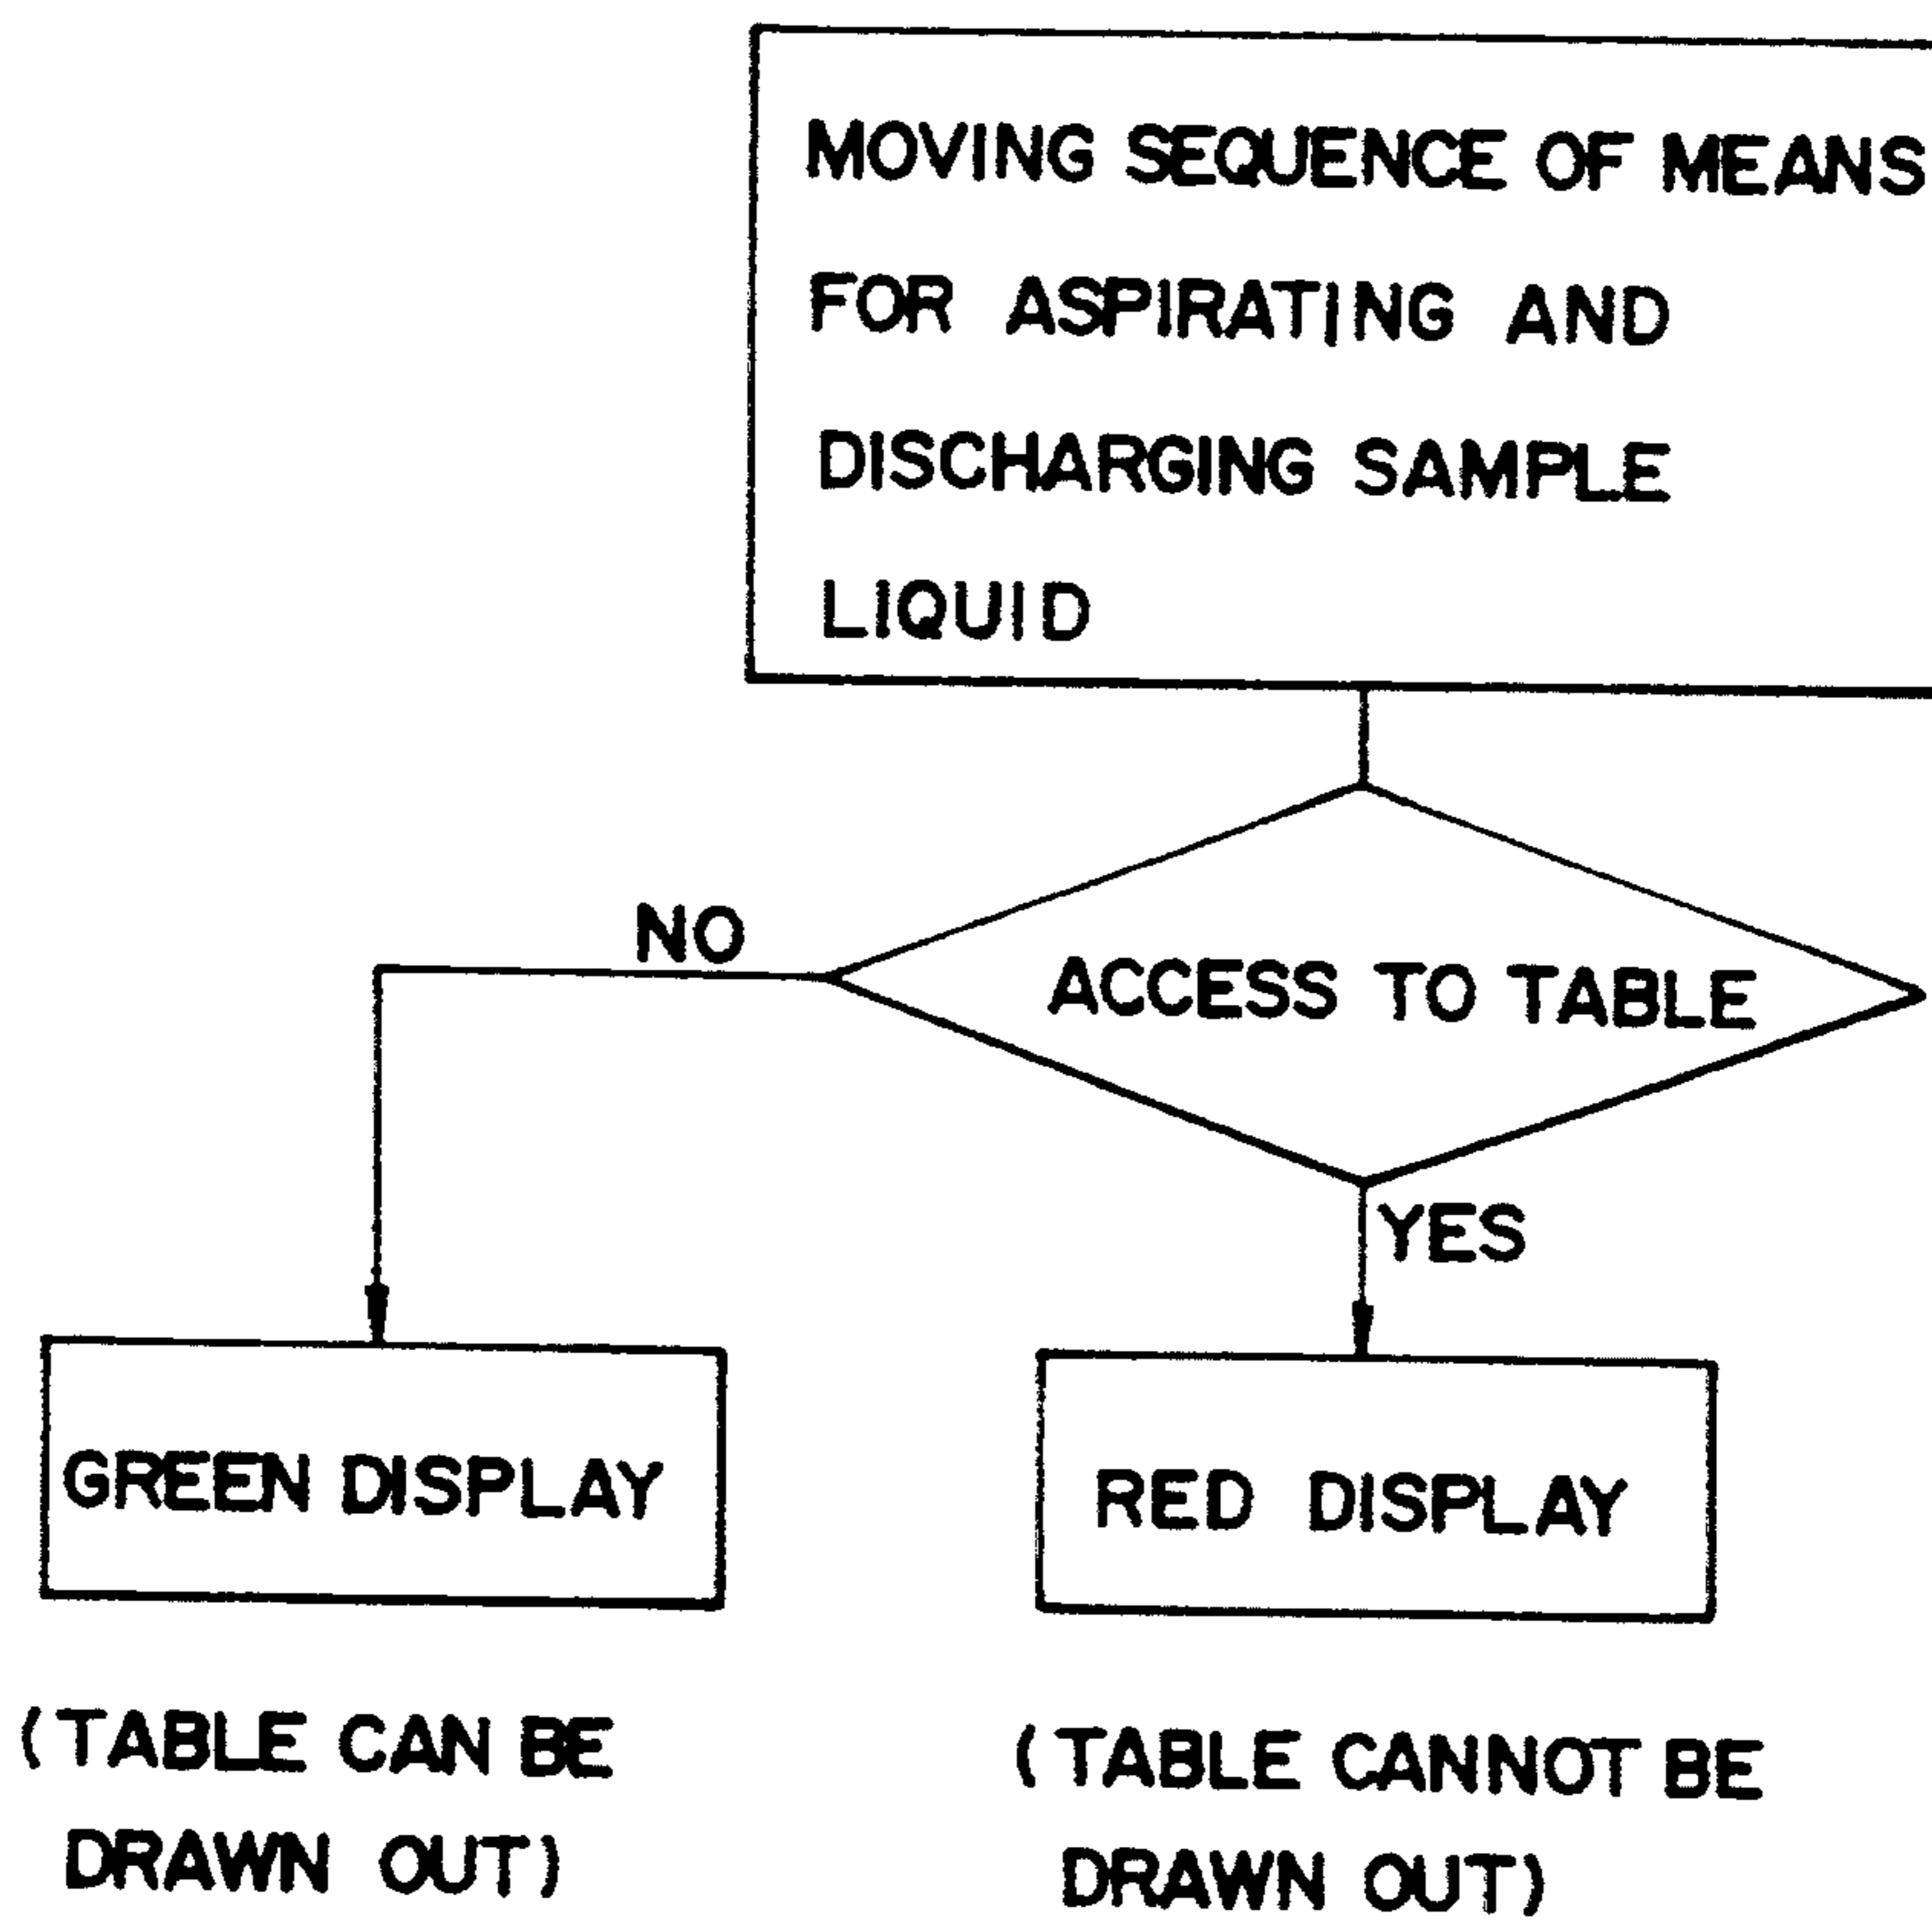 MOVING SEQUENCE OF MEANS
FOR ASPIRATING AND
DISCHARGING SAMPLE
LIQUID
NO
ACCESS TO TABLE
YES
GREEN DISPLAY
RED DISPLAY
(TABLE CAN BE
DRAWN OUT)
(TABLE CANNOT BE
DRAWN OUT)